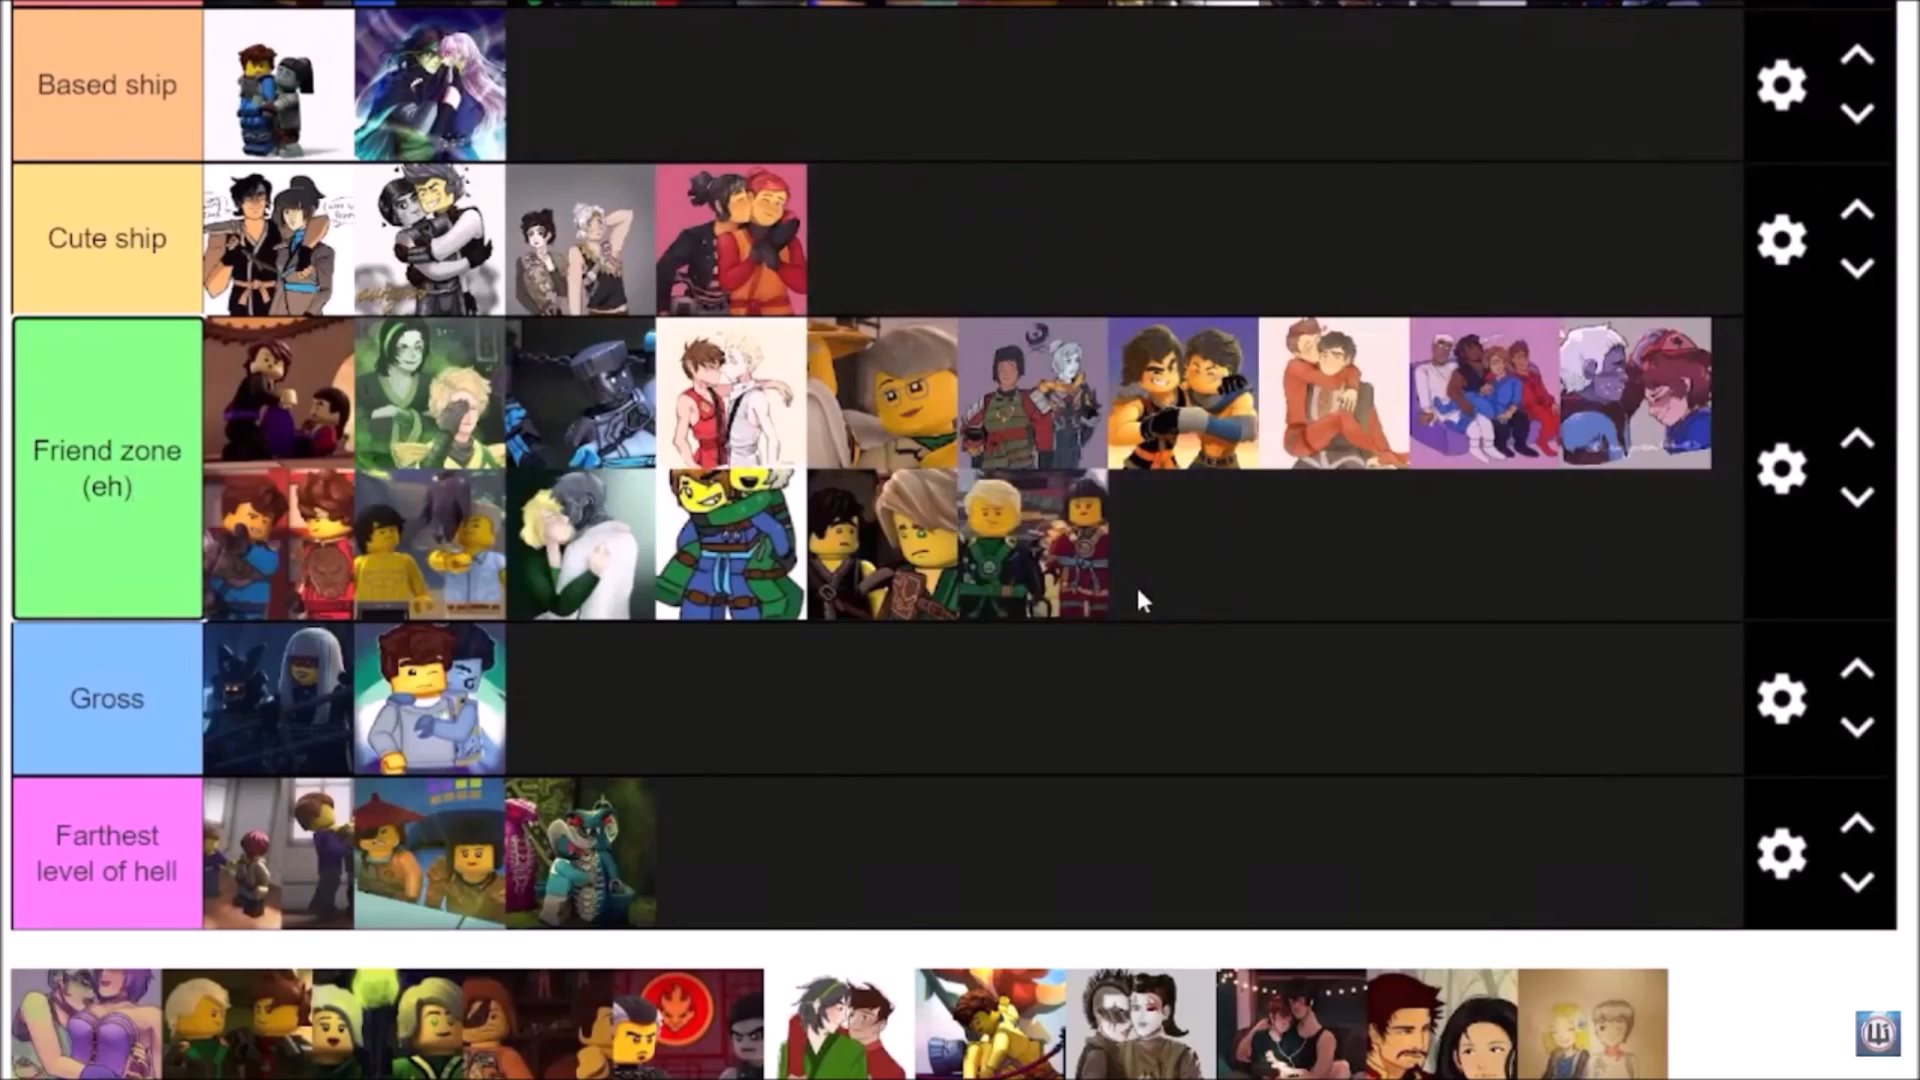 Based ship
Cute ship
Friend zone
(eh)
Gross
Farthest
level of hell